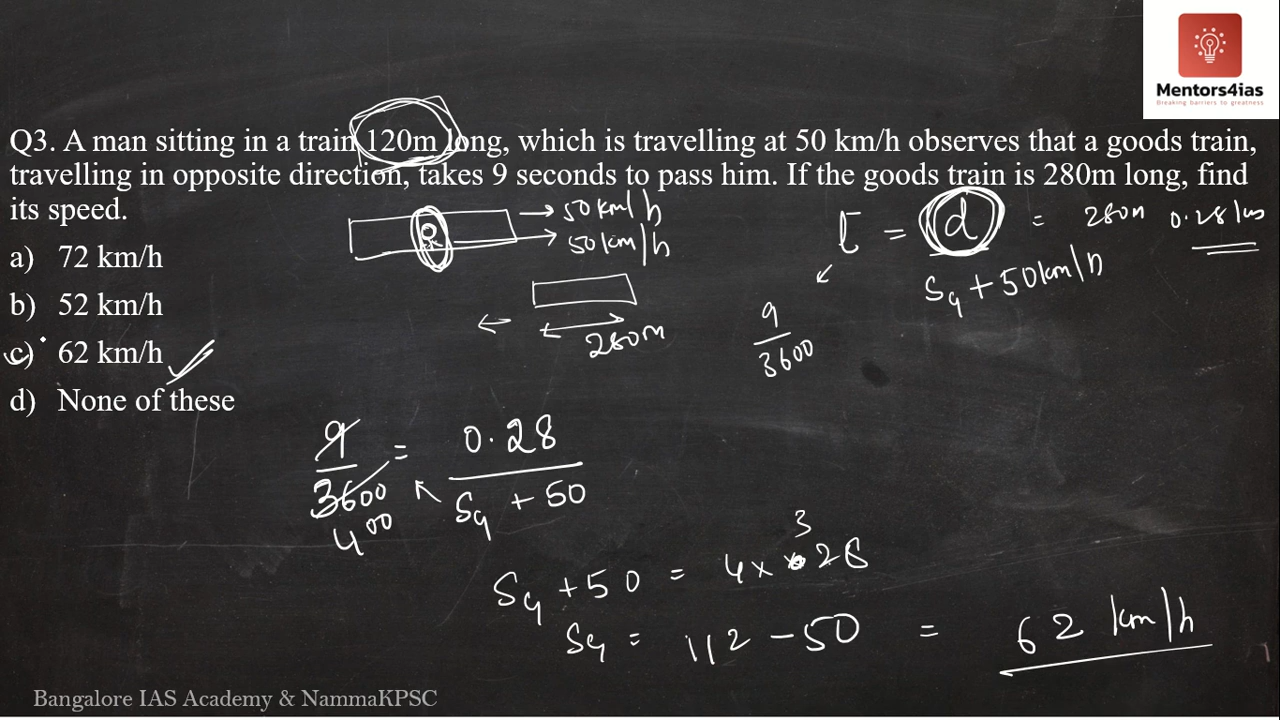 Mentors4ias
Breaking barriers to greatness
Q3. A man sitting in a train 120m long, which is travelling at 50 km/h observes that a goods train,
travelling in opposite direction, takes 9 seconds to pass him. If the goods train is 280m long, find
its speed.
a) 72 km/h
b) 52 km/h
c) 62 km/h
d) None of these
→ 50 km/h
→ 50 km/h
← 280m
t = d = 280m 0.28 km
Sg + 50km/h
9
3600
9 = 0.28
3600 Sg + 50
400
3
Sg + 50 = 4 x 28
Sg = 112 - 50 = 62 km/h
Bangalore IAS Academy & NammaKPSC